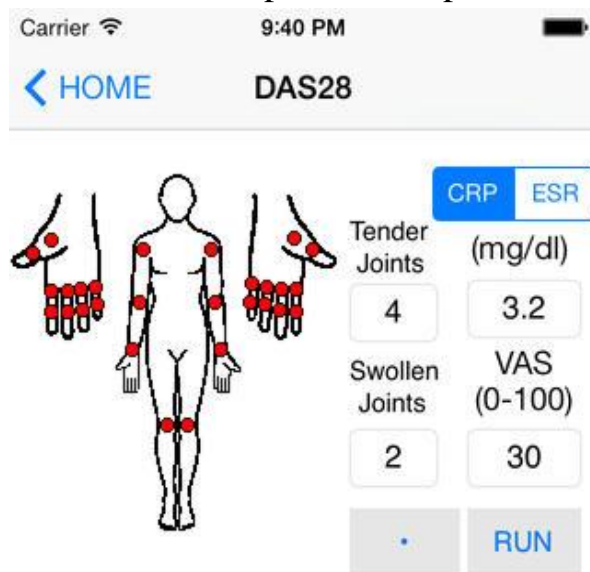 Carrier 9:40 PM
HOME DAS28
CRP ESR
Tender Joints
(mg/dl)
4 3.2
Swollen Joints
VAS (0-100)
2 30
· RUN